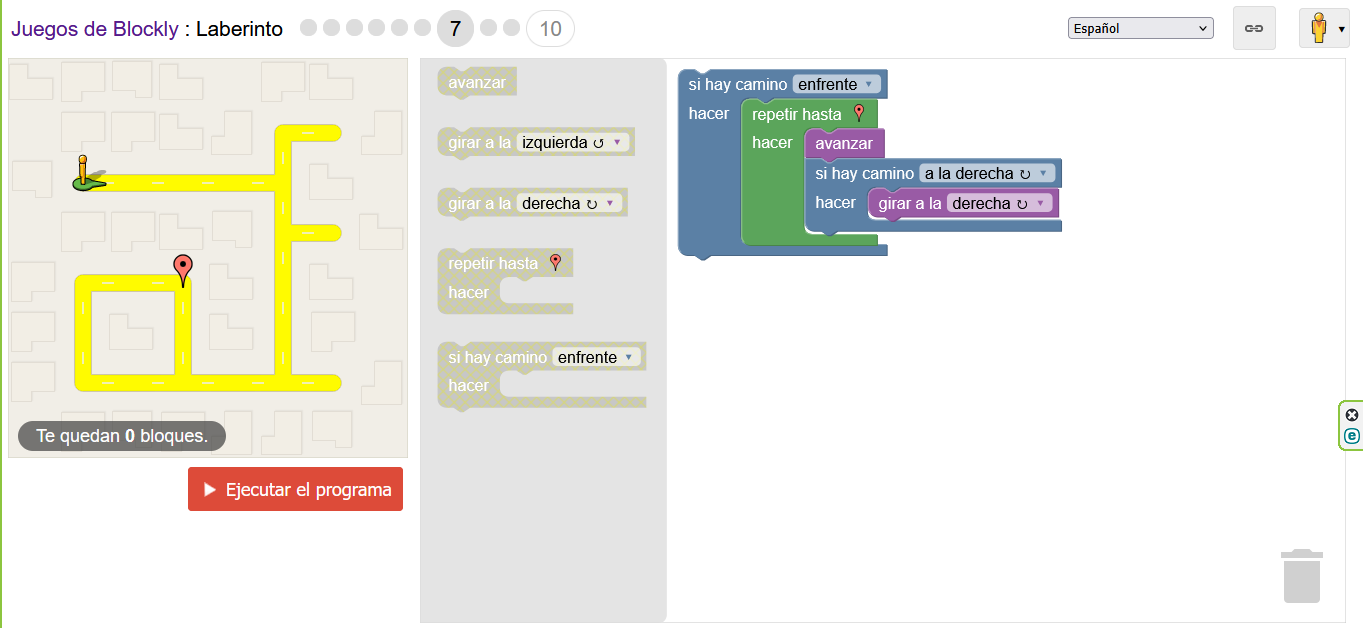 Juegos de Blockly : Laberinto 7 10 Español
avanzar
girar a la izquierda ↻
girar a la derecha ↻
repetir hasta
hacer
si hay camino enfrente
hacer
si hay camino enfrente
hacer
repetir hasta
hacer
avanzar
si hay camino a la derecha ↻
hacer
girar a la derecha ↻
Te quedan 0 bloques.
Ejecutar el programa
e